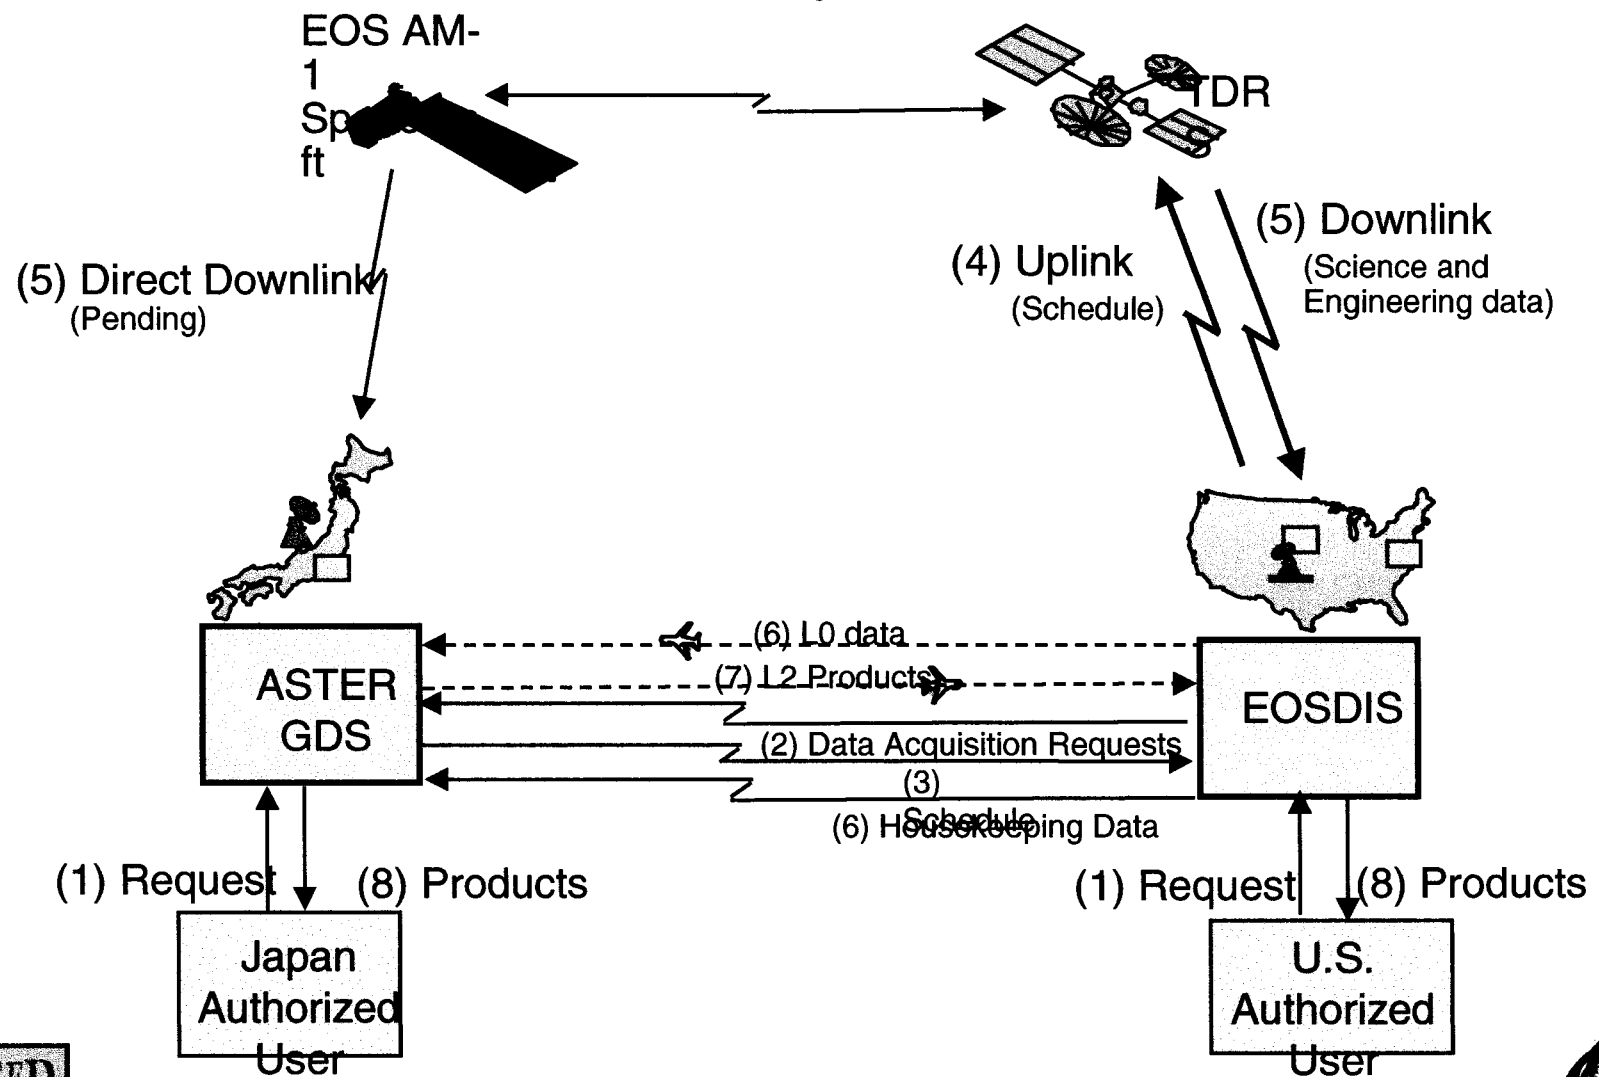 EOS AM-
1
Sp
ft
TDR
(5) Downlink
(Science and
Engineering data)
(4) Uplink
(Schedule)
(5) Direct Downlink
(Pending)
(6) L0 data
(7) L2 Products
ASTER
GDS
EOSDIS
(2) Data Acquisition Requests
(3)
Schedule
(6) Housekeeping Data
(1) Request
(8) Products
(1) Request
(8) Products
Japan
Authorized
User
U.S.
Authorized
User